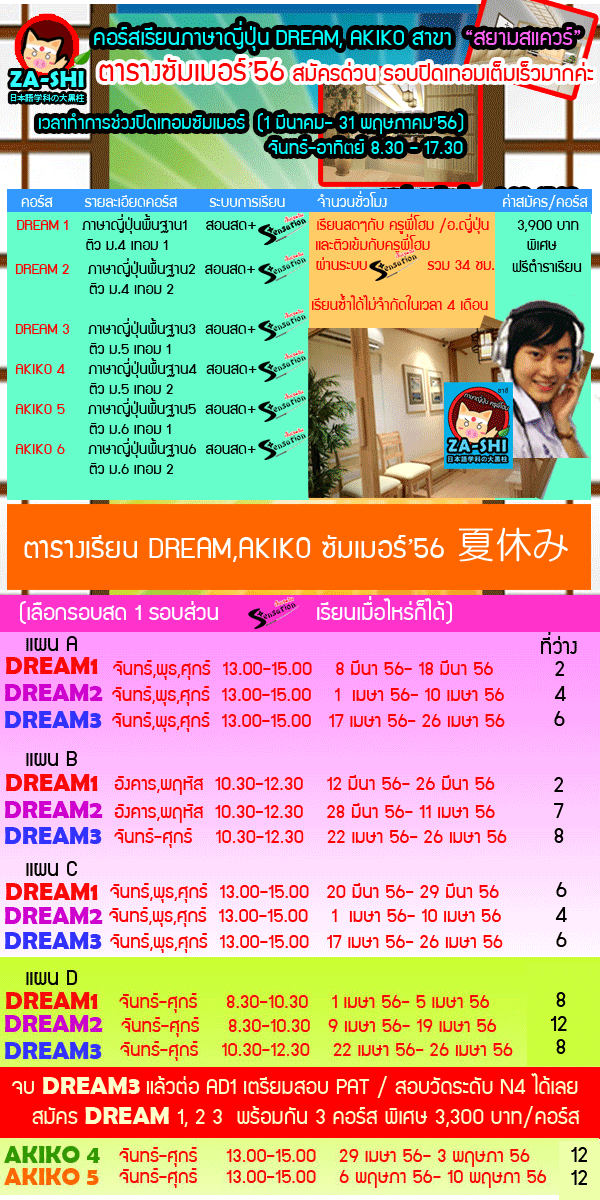 คอร์สเรียนภาษาญี่ปุ่น DREAM, AKIKO สาขา “สยามสแควร์”
ตารางซัมเมอร์’56 สมัครด่วน รอบปิดเทอมเต็มเร็วมากค่ะ
ZA-SHI
日本語学科の大黒柱
เวลาทำการช่วงปิดเทอมซัมเมอร์ (1 มีนาคม- 31 พฤษภาคม’56)
จันทร์-อาทิตย์ 8.30 - 17.30
คอร์ส รายละเอียดคอร์ส ระบบการเรียน จำนวนชั่วโมง ค่าสมัคร/คอร์ส
DREAM 1 ภาษาญี่ปุ่นพื้นฐาน1 สอนสด+ Sensation เรียนสดๆกับ ครูพี่โฮม /อ.ญี่ปุ่น 3,900 บาท
ติว ม.4 เทอม 1 และติวเข้มกับครูพี่โฮม พิเศษ
DREAM 2 ภาษาญี่ปุ่นพื้นฐาน2 สอนสด+ Sensation ผ่านระบบ Sensation รวม 34 ชม. ฟรีตำราเรียน
ติว ม.4 เทอม 2
เรียนซ้ำได้ไม่จำกัดในเวลา 4 เดือน
DREAM 3 ภาษาญี่ปุ่นพื้นฐาน3 สอนสด+ Sensation
ติว ม.5 เทอม 1
AKIKO 4 ภาษาญี่ปุ่นพื้นฐาน4 สอนสด+ Sensation
ติว ม.5 เทอม 2
AKIKO 5 ภาษาญี่ปุ่นพื้นฐาน5 สอนสด+ Sensation
ติว ม.6 เทอม 1
AKIKO 6 ภาษาญี่ปุ่นพื้นฐาน6 สอนสด+ Sensation
ติว ม.6 เทอม 2
ภาษาญี่ปุ่น ครูพี่โฮม
ZA-SHI
日本語学科の大黒柱
ตารางเรียน DREAM,AKIKO ซัมเมอร์’56 夏休み
(เลือกรอบสด 1 รอบส่วน Sensation เรียนเมื่อไหร่ก็ได้)
แผน A ที่ว่าง
DREAM1 จันทร์,พุธ,ศุกร์ 13.00-15.00 8 มีนา 56- 18 มีนา 56 2
DREAM2 จันทร์,พุธ,ศุกร์ 13.00-15.00 1 เมษา 56- 10 เมษา 56 4
DREAM3 จันทร์,พุธ,ศุกร์ 13.00-15.00 17 เมษา 56- 26 เมษา 56 6
แผน B
DREAM1 อังคาร,พฤหัส 10.30-12.30 12 มีนา 56- 26 มีนา 56 2
DREAM2 อังคาร,พฤหัส 10.30-12.30 28 มีนา 56- 11 เมษา 56 7
DREAM3 จันทร์-ศุกร์ 10.30-12.30 22 เมษา 56- 26 เมษา 56 8
แผน C
DREAM1 จันทร์,พุธ,ศุกร์ 13.00-15.00 20 มีนา 56- 29 มีนา 56 6
DREAM2 จันทร์,พุธ,ศุกร์ 13.00-15.00 1 เมษา 56- 10 เมษา 56 4
DREAM3 จันทร์,พุธ,ศุกร์ 13.00-15.00 17 เมษา 56- 26 เมษา 56 6
แผน D
DREAM1 จันทร์-ศุกร์ 8.30-10.30 1 เมษา 56- 5 เมษา 56 8
DREAM2 จันทร์-ศุกร์ 8.30-10.30 9 เมษา 56- 19 เมษา 56 12
DREAM3 จันทร์-ศุกร์ 10.30-12.30 22 เมษา 56- 26 เมษา 56 8
จบ DREAM3 แล้วต่อ AD1 เตรียมสอบ PAT / สอบวัดระดับ N4 ได้เลย
สมัคร DREAM 1, 2 3 พร้อมกัน 3 คอร์ส พิเศษ 3,300 บาท/คอร์ส
AKIKO 4 จันทร์-ศุกร์ 13.00-15.00 29 เมษา 56- 3 พฤษภา 56 12
AKIKO 5 จันทร์-ศุกร์ 13.00-15.00 6 พฤษภา 56- 10 พฤษภา 56 12